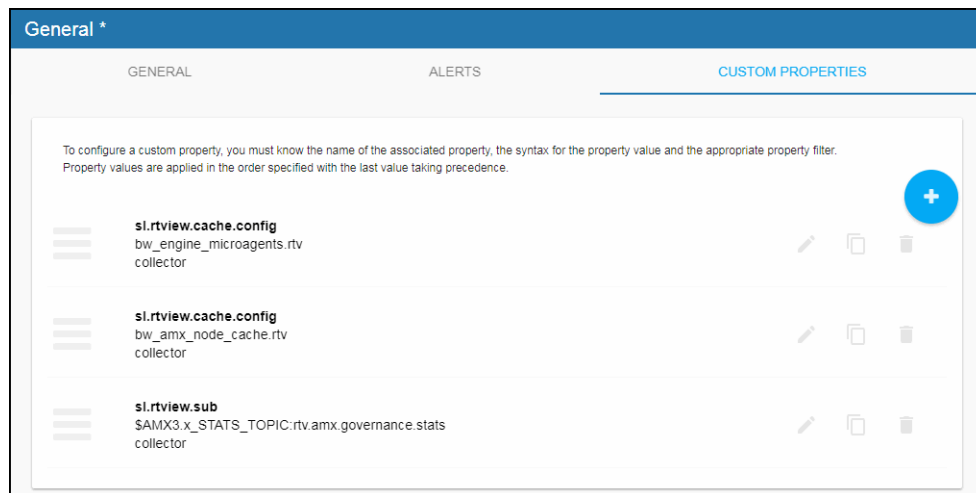 General *
GENERAL
ALERTS
CUSTOM PROPERTIES
To configure a custom property, you must know the name of the associated property, the syntax for the property value and the appropriate property filter.
Property values are applied in the order specified with the last value taking precedence.
+
sl.rtview.cache.config
bw_engine_microagents.rtv
collector
sl.rtview.cache.config
bw_amx_node_cache.rtv
collector
sl.rtview.sub
$AMX3.x_STATS_TOPIC:rtv.amx.governance.stats
collector